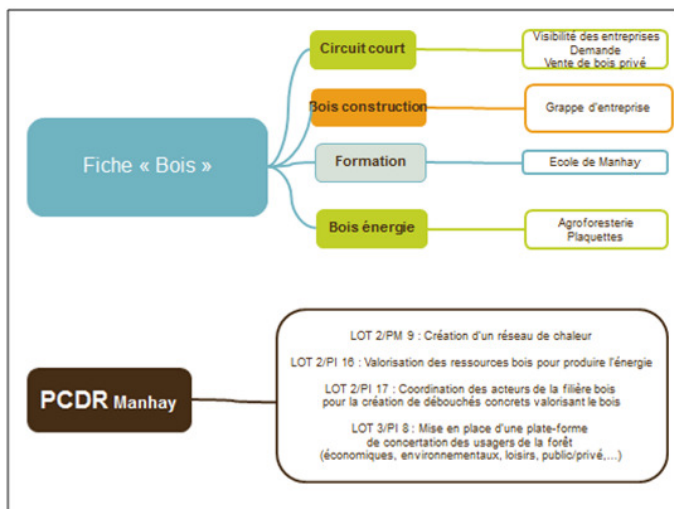 Fiche « Bois »
Circuit court
Visibilité des entreprises
Demande
Vente de bois privé
Bois construction
Grappe d'entreprise
Formation
Ecole de Manhay
Bois énergie
Agroforesterie
Plaquettes
PCDR Manhay
LOT 2/PM 9 : Création d'un réseau de chaleur
LOT 2/PI 16 : Valorisation des ressources bois pour produire l'énergie
LOT 2/PI 17 : Coordination des acteurs de la filière bois
pour la création de débouchés concrets valorisant le bois
LOT 3/PI 8 : Mise en place d'une plate-forme
de concertation des usagers de la forêt
(économiques, environnementaux, loisirs, public/privé,...)